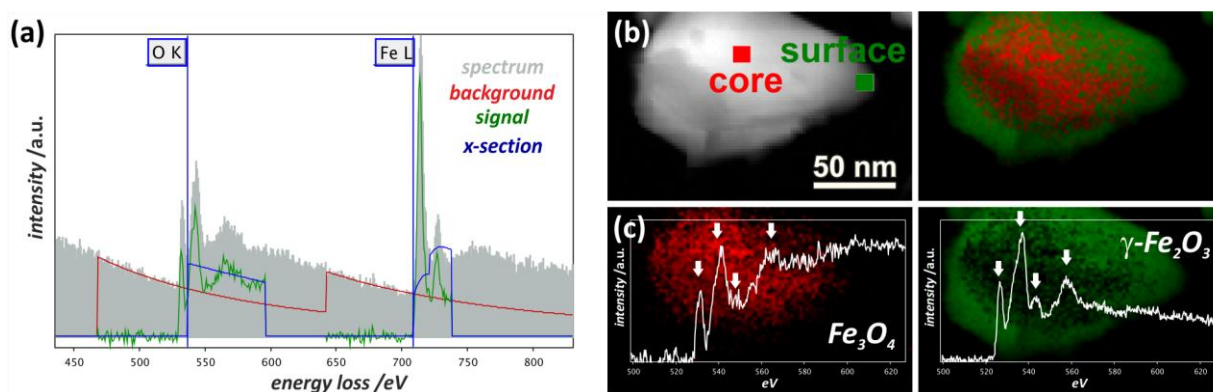 (a)
O K
Fe L
spectrum
background
signal
x-section
intensity /a.u.
450 500 550 600 650 700 750 800
energy loss /eV
(b)
core
surface
50 nm
(c)
intensity /a.u.
Fe₃O₄
500 520 540 560 580 600 620
eV
intensity /a.u.
γ-Fe₂O₃
500 520 540 560 580 600 620
eV